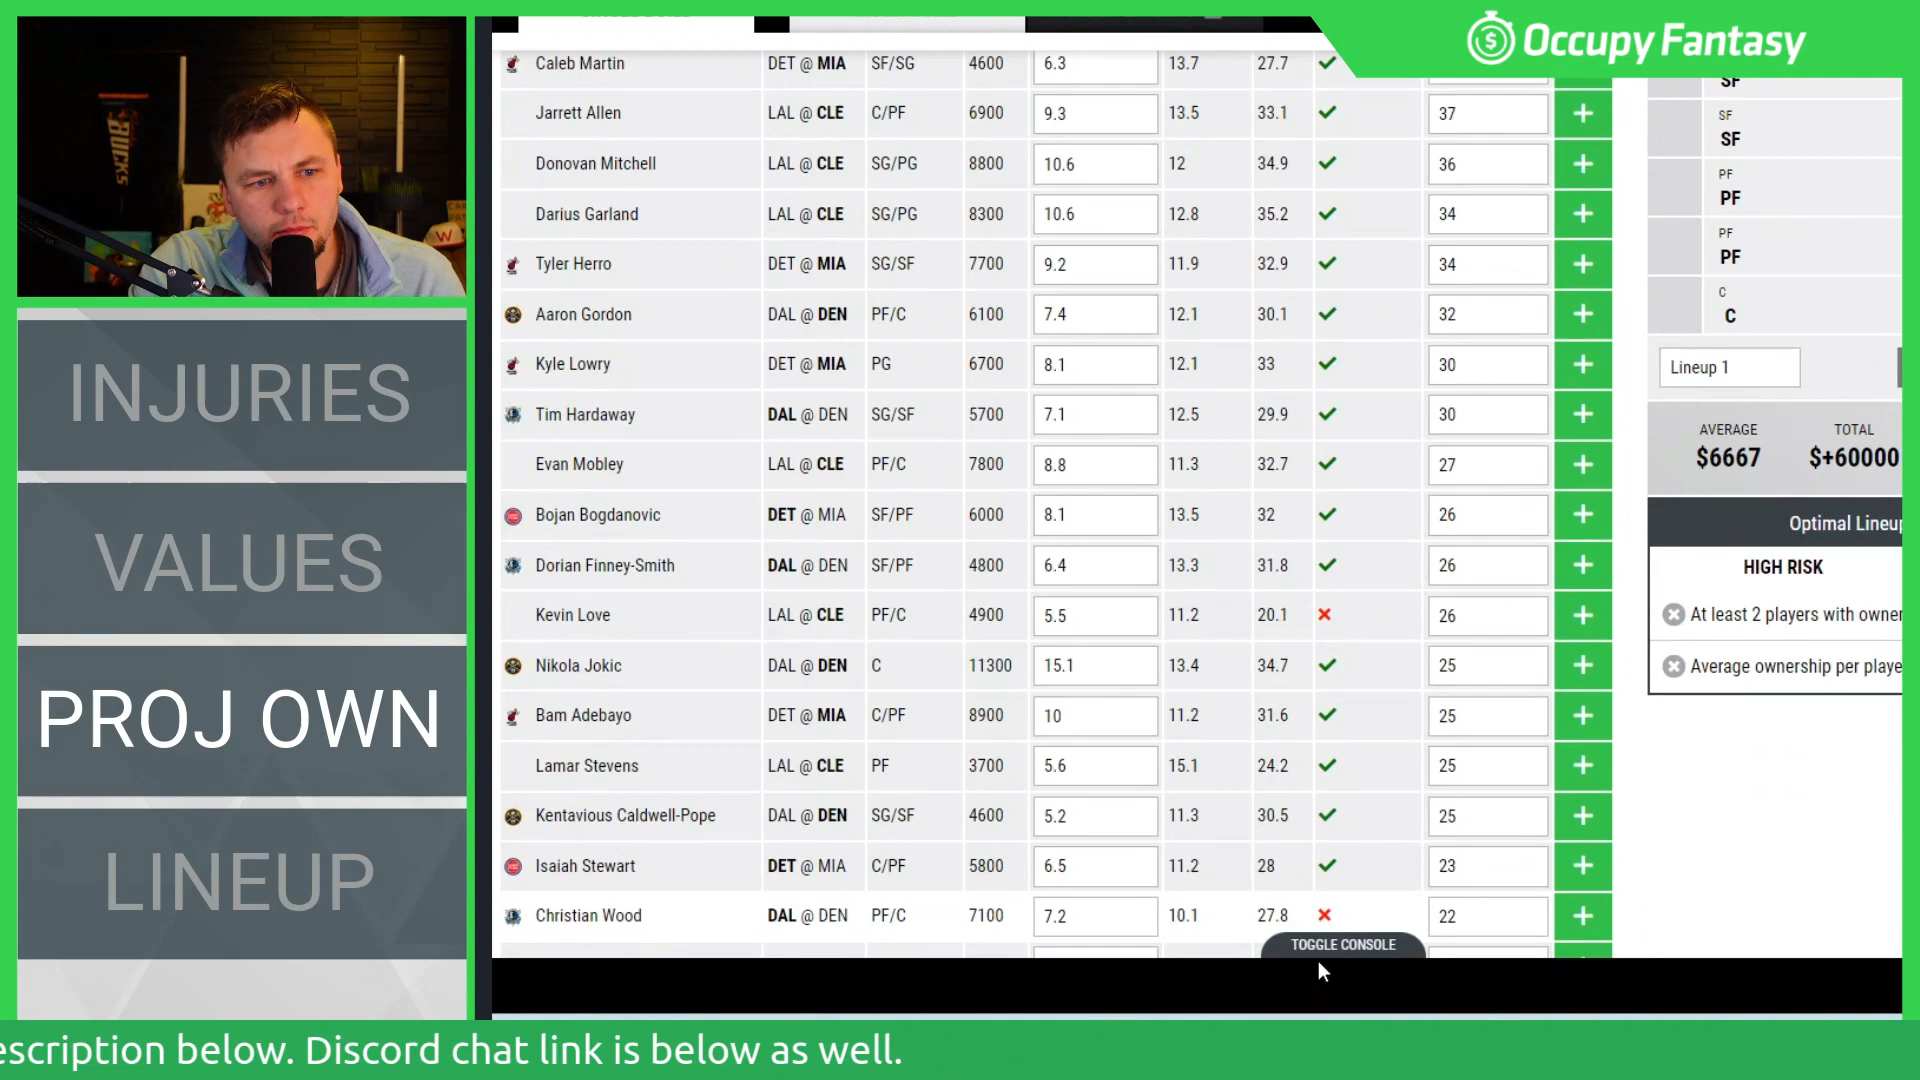 Occupy Fantasy
Caleb Martin DET @ MIA SF/SG 4600 6.3 13.7 27.7
Jarrett Allen LAL @ CLE C/PF 6900 9.3 13.5 33.1 37
Donovan Mitchell LAL @ CLE SG/PG 8800 10.6 12 34.9 36
Darius Garland LAL @ CLE SG/PG 8300 10.6 12.8 35.2 34
Tyler Herro DET @ MIA SG/SF 7700 9.2 11.9 32.9 34
Aaron Gordon DAL @ DEN PF/C 6100 7.4 12.1 30.1 32
Kyle Lowry DET @ MIA PG 6700 8.1 12.1 33 30
Tim Hardaway DAL @ DEN SG/SF 5700 7.1 12.5 29.9 30
Evan Mobley LAL @ CLE PF/C 7800 8.8 11.3 32.7 27
Bojan Bogdanovic DET @ MIA SF/PF 6000 8.1 13.5 32 26
Dorian Finney-Smith DAL @ DEN SF/PF 4800 6.4 13.3 31.8 26
Kevin Love LAL @ CLE PF/C 4900 5.5 11.2 20.1 26
Nikola Jokic DAL @ DEN C 11300 15.1 13.4 34.7 25
Bam Adebayo DET @ MIA C/PF 8900 10 11.2 31.6 25
Lamar Stevens LAL @ CLE PF 3700 5.6 15.1 24.2 25
Kentavious Caldwell-Pope DAL @ DEN SG/SF 4600 5.2 11.3 30.5 25
Isaiah Stewart DET @ MIA C/PF 5800 6.5 11.2 28 23
Christian Wood DAL @ DEN PF/C 7100 7.2 10.1 27.8 22
TOGGLE CONSOLE
SF
SF
SF
PF
PF
PF
PF
C
C
Lineup 1
AVERAGE TOTAL
$6667 $+60000
Optimal Lineup
HIGH RISK
At least 2 players with owner
Average ownership per playe
BUCKS
W
INJURIES
VALUES
PROJ OWN
LINEUP
escription below. Discord chat link is below as well.